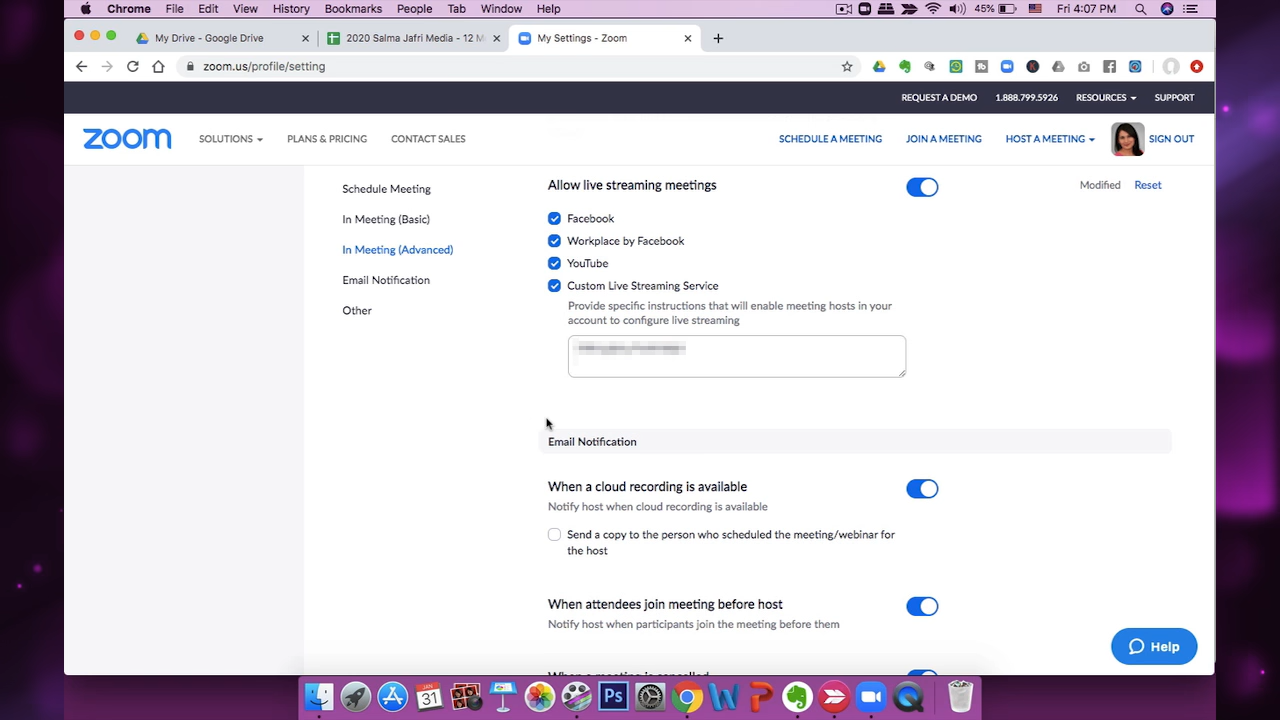 Chrome File Edit View History Bookmarks People Tab Window Help 45% Fri 4:07 PM
My Drive - Google Drive × 2020 Salma Jafri Media - 12 M × My Settings - Zoom × +
zoom.us/profile/setting
REQUEST A DEMO 1.888.799.5926 RESOURCES SUPPORT
zoom SOLUTIONS PLANS & PRICING CONTACT SALES SCHEDULE A MEETING JOIN A MEETING HOST A MEETING SIGN OUT
Schedule Meeting
In Meeting (Basic)
In Meeting (Advanced)
Email Notification
Other
Allow live streaming meetings Modified Reset
Facebook
Workplace by Facebook
YouTube
Custom Live Streaming Service
Provide specific instructions that will enable meeting hosts in your
account to configure live streaming
Email Notification
When a cloud recording is available
Notify host when cloud recording is available
Send a copy to the person who scheduled the meeting/webinar for
the host
When attendees join meeting before host
Notify host when participants join the meeting before them
When a meeting is cancelled
Help
JAN
31
Ps